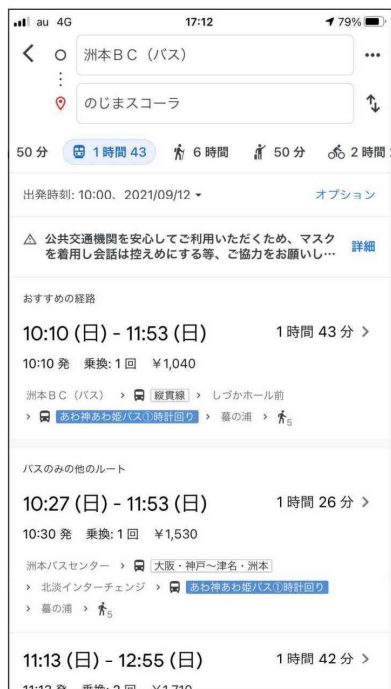 au 4G 17:12 79%
洲本BC（バス）
のじまスコーラ
50 分 1 時間 43 6 時間 50 分 2 時間
出発時刻: 10:00、2021/09/12 オプション
公共交通機関を安心してご利用いただくため、マスク
を着用し会話は控えめにする等、ご協力をお願いし… 詳細
おすすめの経路
10:10 (日) - 11:53 (日) 1 時間 43 分
10:10 発 乗換: 1 回 ￥1,040
洲本BC（バス） › 縦貫線 › しづかホール前
› あわ神あわ姫バス①時計回り › 蟇の浦 › 5
バスのみの他のルート
10:27 (日) - 11:53 (日) 1 時間 26 分
10:30 発 乗換: 1 回 ￥1,530
洲本バスセンター › 大阪・神戸〜津名・洲本
› 北淡インターチェンジ › あわ神あわ姫バス①時計回り
› 蟇の浦 › 5
11:13 (日) - 12:55 (日) 1 時間 42 分
11:13 発 乗換: 2 回 ￥1,710